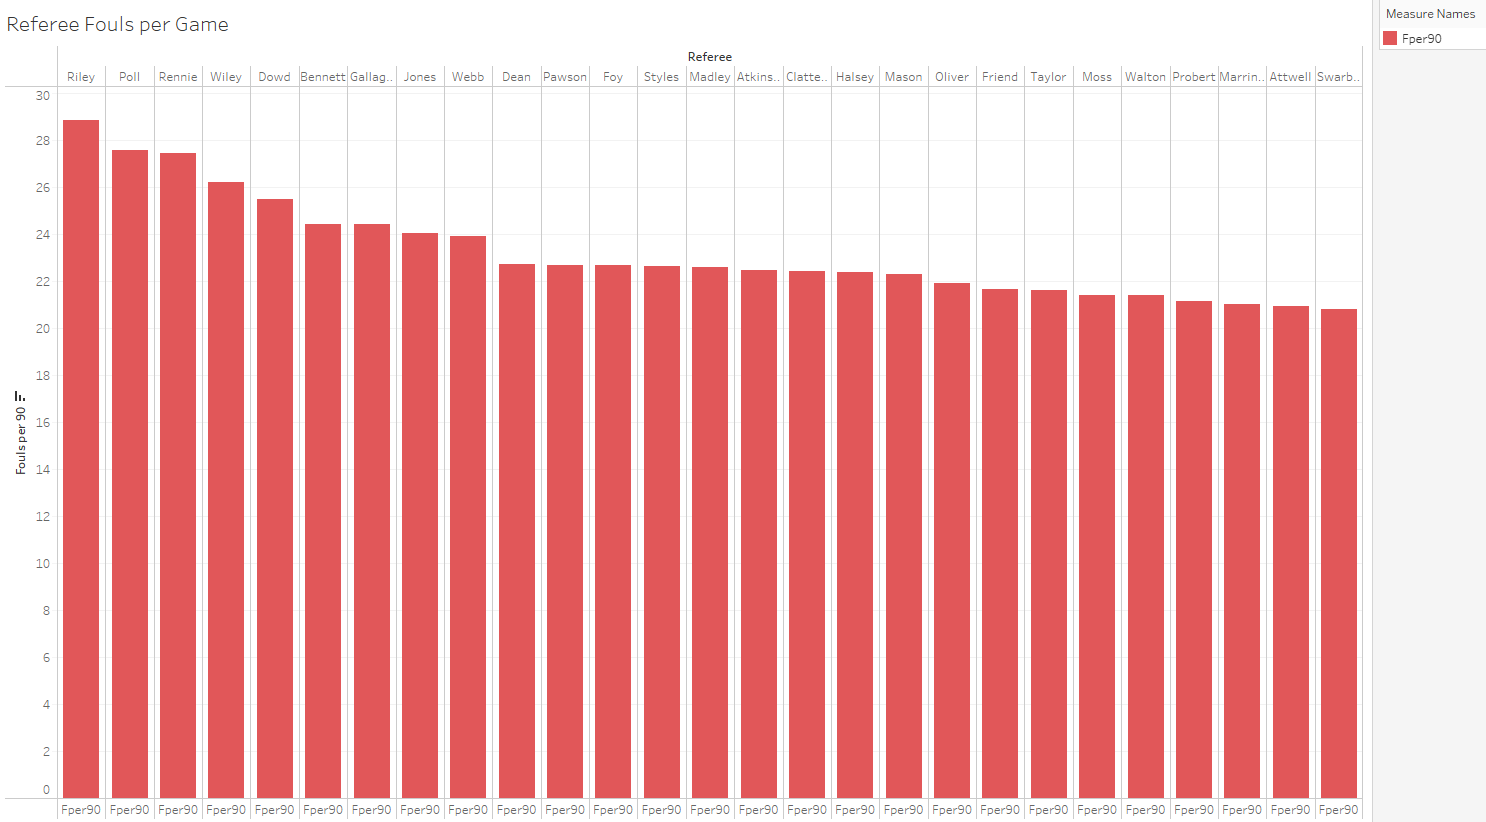 Referee Fouls per Game
Measure Names
Fper90
Referee
Riley Poll Rennie Wiley Dowd Bennett Gallag.. Jones Webb Dean Pawson Foy Styles Madley Atkins.. Clatte.. Halsey Mason Oliver Friend Taylor Moss Walton Probert Marrin.. Attwell Swarb..
30
28
26
24
22
20
18
16
14
12
10
8
6
4
2
0
Fouls per 90
Fper90 Fper90 Fper90 Fper90 Fper90 Fper90 Fper90 Fper90 Fper90 Fper90 Fper90 Fper90 Fper90 Fper90 Fper90 Fper90 Fper90 Fper90 Fper90 Fper90 Fper90 Fper90 Fper90 Fper90 Fper90 Fper90 Fper90